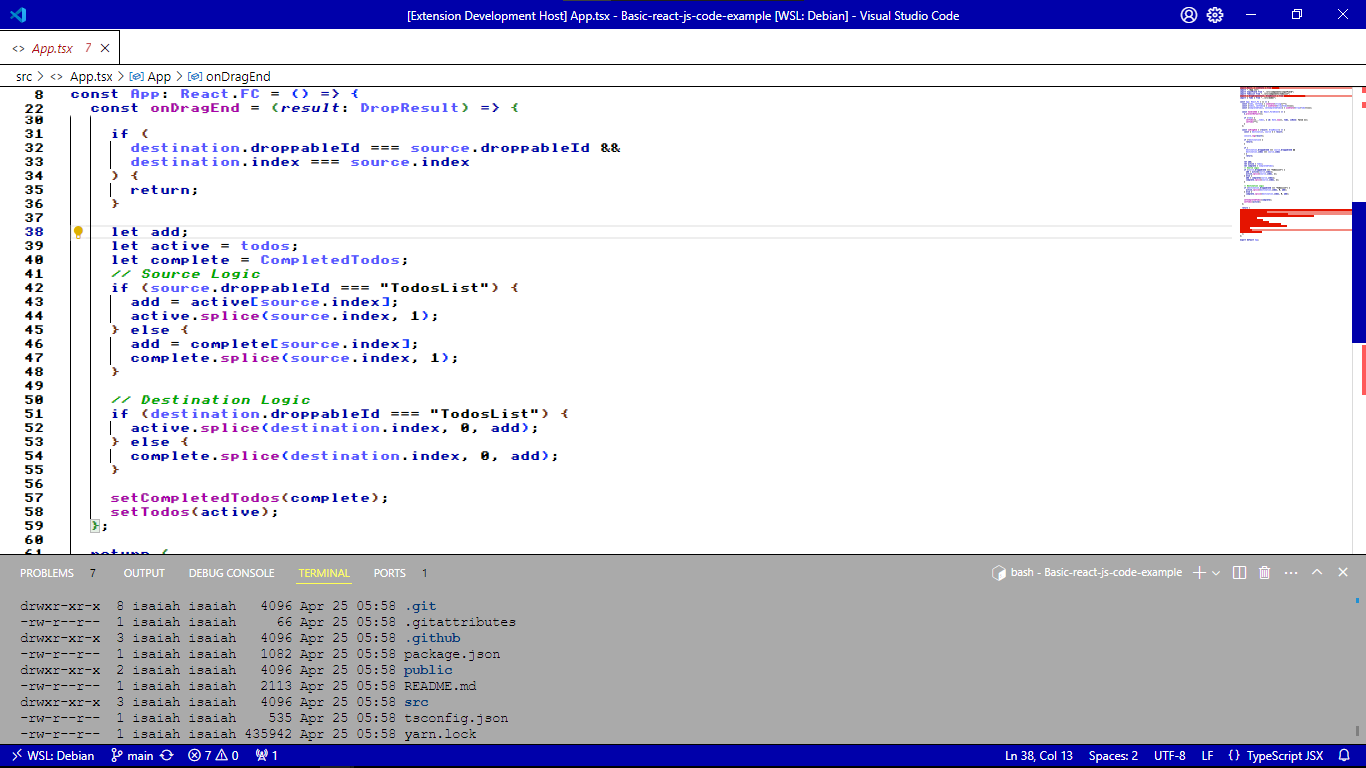 [Extension Development Host] App.tsx - Basic-react-js-code-example [WSL: Debian] - Visual Studio Code
<> App.tsx 7
src > <> App.tsx > App > onDragEnd
8 const App: React.FC = () => {
22 const onDragEnd = (result: DropResult) => {
30
31 if (
32 destination.droppableId === source.droppableId &&
33 destination.index === source.index
34 ) {
35 return;
36 }
37
38 let add;
39 let active = todos;
40 let complete = CompletedTodos;
41 // Source Logic
42 if (source.droppableId === "TodosList") {
43 add = active[source.index];
44 active.splice(source.index, 1);
45 } else {
46 add = complete[source.index];
47 complete.splice(source.index, 1);
48 }
49
50 // Destination Logic
51 if (destination.droppableId === "TodosList") {
52 active.splice(destination.index, 0, add);
53 } else {
54 complete.splice(destination.index, 0, add);
55 }
56
57 setCompletedTodos(complete);
58 setTodos(active);
59 };
60
61 return (
PROBLEMS 7 OUTPUT DEBUG CONSOLE TERMINAL PORTS 1 bash - Basic-react-js-code-example
drwxr-xr-x 8 isaiah isaiah 4096 Apr 25 05:58 .git
-rw-r--r-- 1 isaiah isaiah 66 Apr 25 05:58 .gitattributes
drwxr-xr-x 3 isaiah isaiah 4096 Apr 25 05:58 .github
-rw-r--r-- 1 isaiah isaiah 1082 Apr 25 05:58 package.json
drwxr-xr-x 2 isaiah isaiah 4096 Apr 25 05:58 public
-rw-r--r-- 1 isaiah isaiah 2113 Apr 25 05:58 README.md
drwxr-xr-x 3 isaiah isaiah 4096 Apr 25 05:58 src
-rw-r--r-- 1 isaiah isaiah 535 Apr 25 05:58 tsconfig.json
-rw-r--r-- 1 isaiah isaiah 435942 Apr 25 05:58 yarn.lock
WSL: Debian main 7 0 1 Ln 38, Col 13 Spaces: 2 UTF-8 LF {} TypeScript JSX